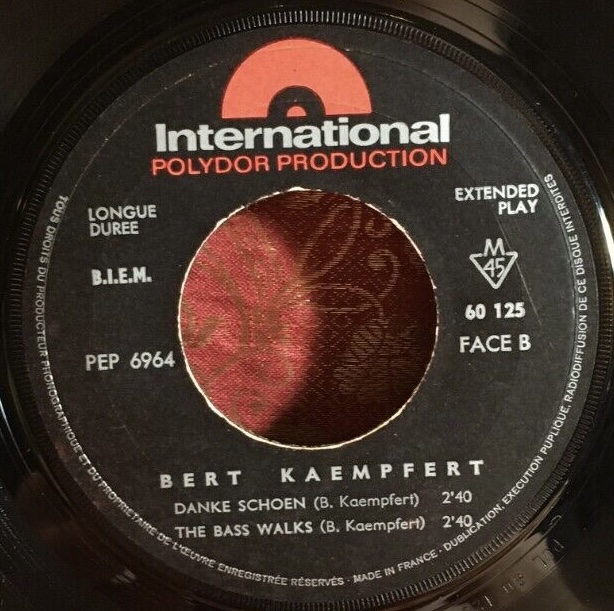 International
POLYDOR PRODUCTION
LONGUE
DUREE
EXTENDED
PLAY
B.I.E.M.
M
45
60 125
PEP 6964
FACE B
BERT KAEMPFERT
DANKE SCHOEN (B. Kaempfert) 2'40
THE BASS WALKS (B. Kaempfert) 2'40
TOUS DROITS DU PRODUCTEUR PHONOGRAPHIQUE ET DU PROPRIETAIRE DE L'ŒUVRE ENREGISTRÉE RÉSERVÉS · MADE IN FRANCE · DUBLICATION, EXECUTION PUPLIQUE, RADIODIFFUSION DE CE DISQUE INTERDITES